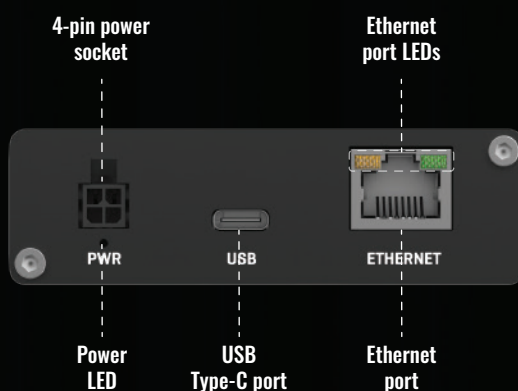 4-pin power
socket
Ethernet
port LEDs
PWR
USB
ETHERNET
Power
LED
USB
Type-C port
Ethernet
port